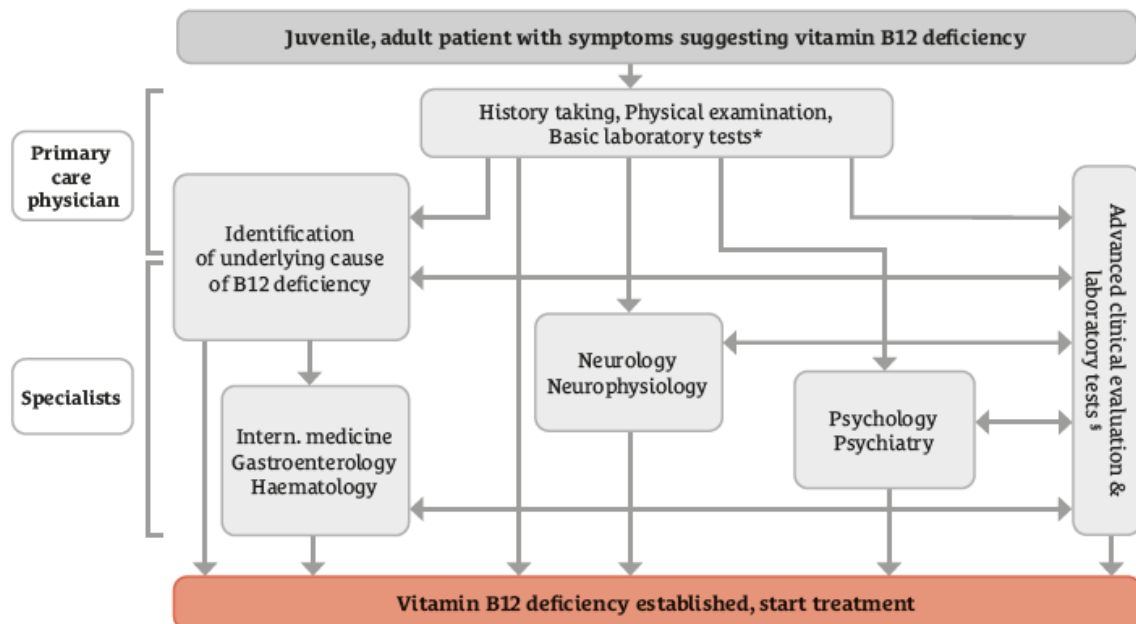 Juvenile, adult patient with symptoms suggesting vitamin B12 deficiency
History taking, Physical examination,
Basic laboratory tests*
Primary
care
physician
Identification
of underlying cause
of B12 deficiency
Advanced clinical evaluation &
laboratory tests §
Neurology
Neurophysiology
Specialists
Psychology
Psychiatry
Intern. medicine
Gastroenterology
Haematology
Vitamin B12 deficiency established, start treatment